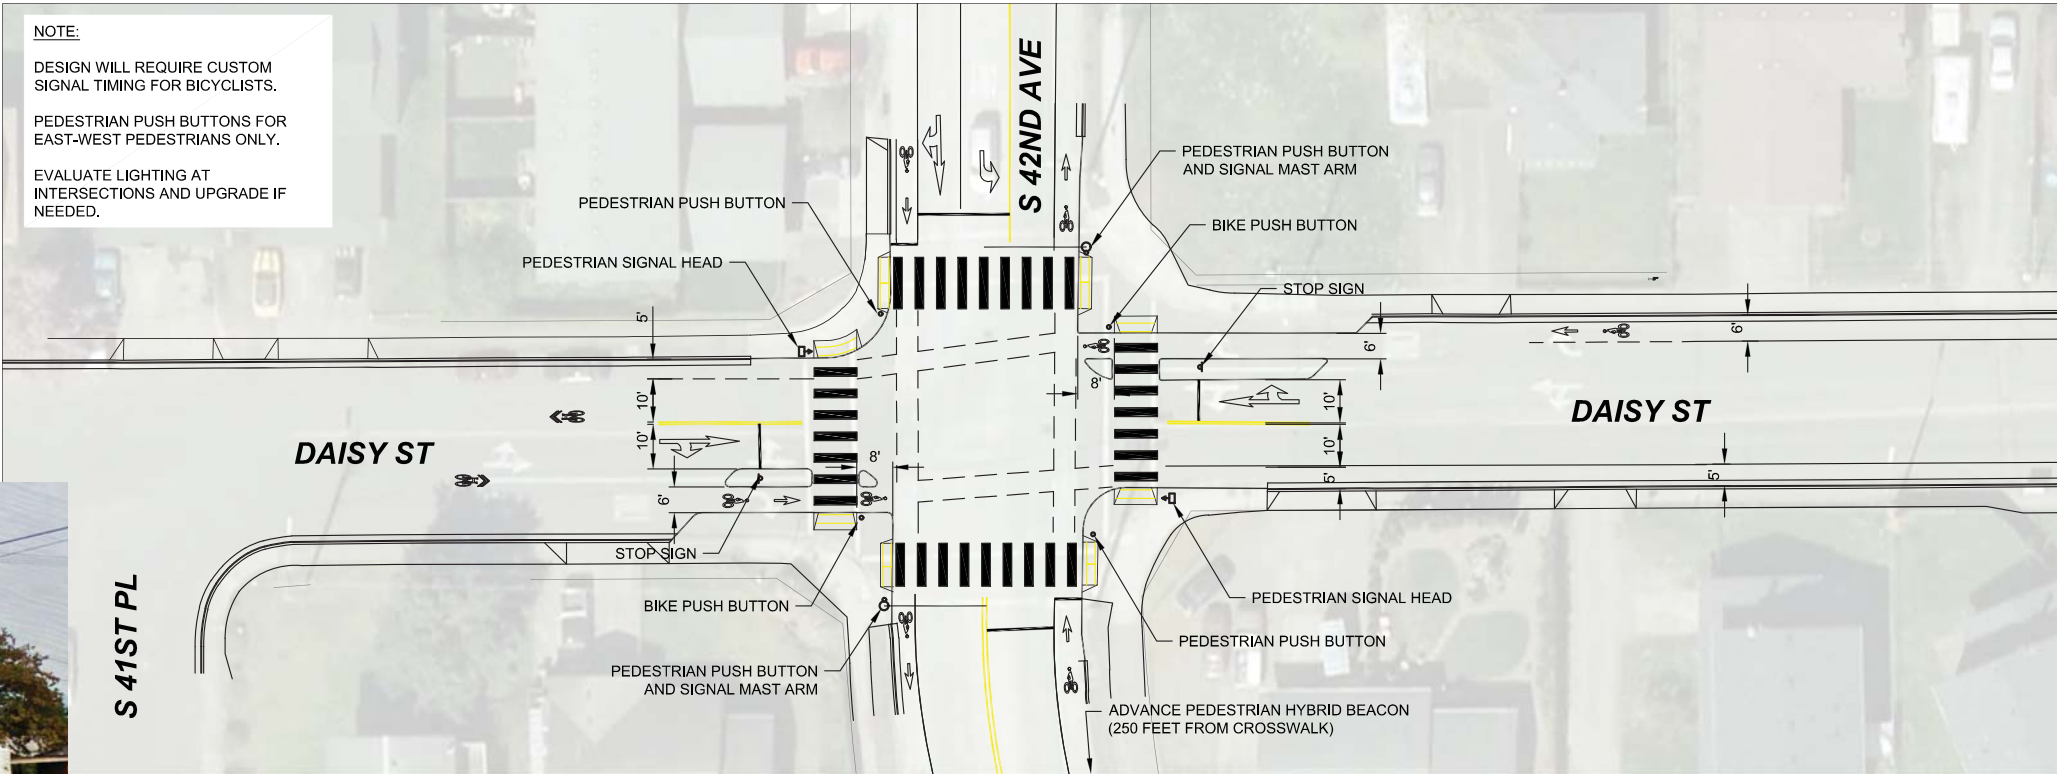 NOTE:
DESIGN WILL REQUIRE CUSTOM
SIGNAL TIMING FOR BICYCLISTS.
PEDESTRIAN PUSH BUTTONS FOR
EAST-WEST PEDESTRIANS ONLY.
EVALUATE LIGHTING AT
INTERSECTIONS AND UPGRADE IF
NEEDED.
S 42ND AVE
PEDESTRIAN PUSH BUTTON
AND SIGNAL MAST ARM
PEDESTRIAN PUSH BUTTON
BIKE PUSH BUTTON
PEDESTRIAN SIGNAL HEAD
STOP SIGN
5'
6'
6'
8'
10'
10'
10'
10'
DAISY ST
DAISY ST
8'
6'
5'
5'
STOP SIGN
BIKE PUSH BUTTON
PEDESTRIAN SIGNAL HEAD
PEDESTRIAN PUSH BUTTON
PEDESTRIAN PUSH BUTTON
AND SIGNAL MAST ARM
S 41ST PL
ADVANCE PEDESTRIAN HYBRID BEACON
(250 FEET FROM CROSSWALK)